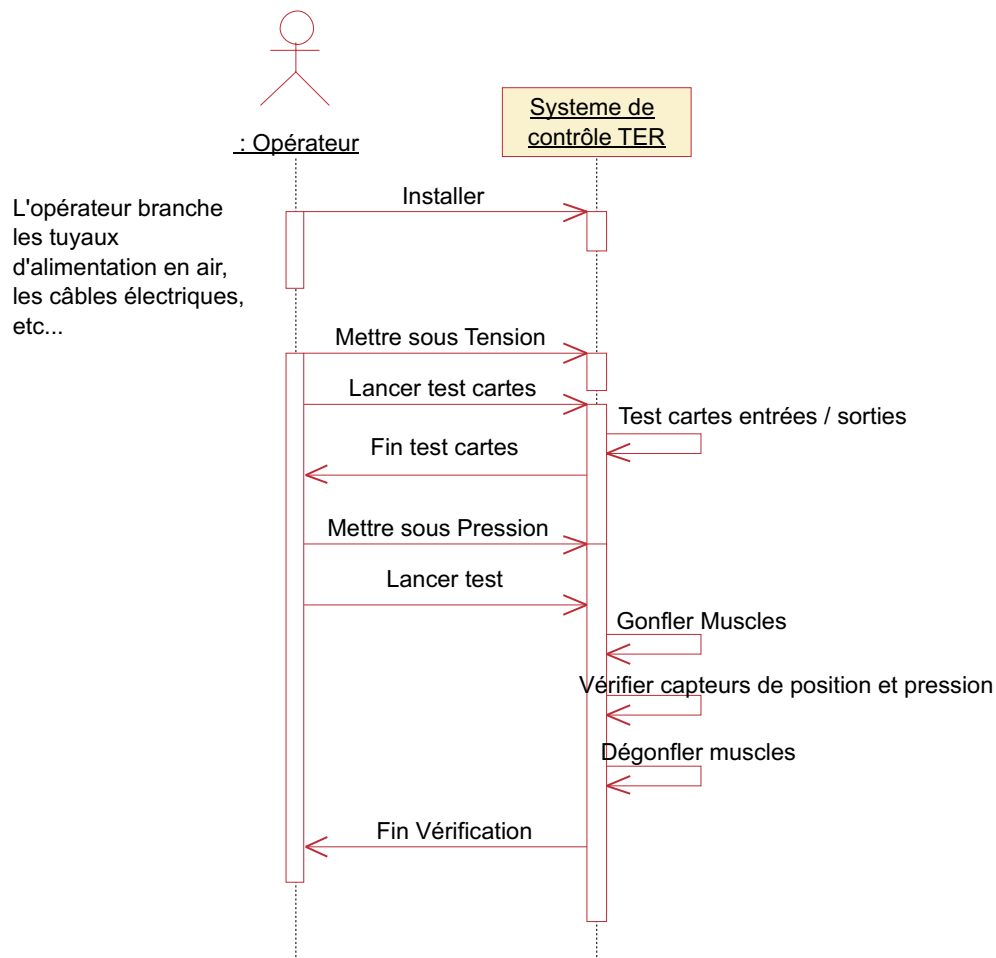 : Opérateur
Systeme de
contrôle TER
L'opérateur branche
les tuyaux
d'alimentation en air,
les câbles électriques,
etc...
Installer
Mettre sous Tension
Lancer test cartes
Test cartes entrées / sorties
Fin test cartes
Mettre sous Pression
Lancer test
Gonfler Muscles
Vérifier capteurs de position et pression
Dégonfler muscles
Fin Vérification